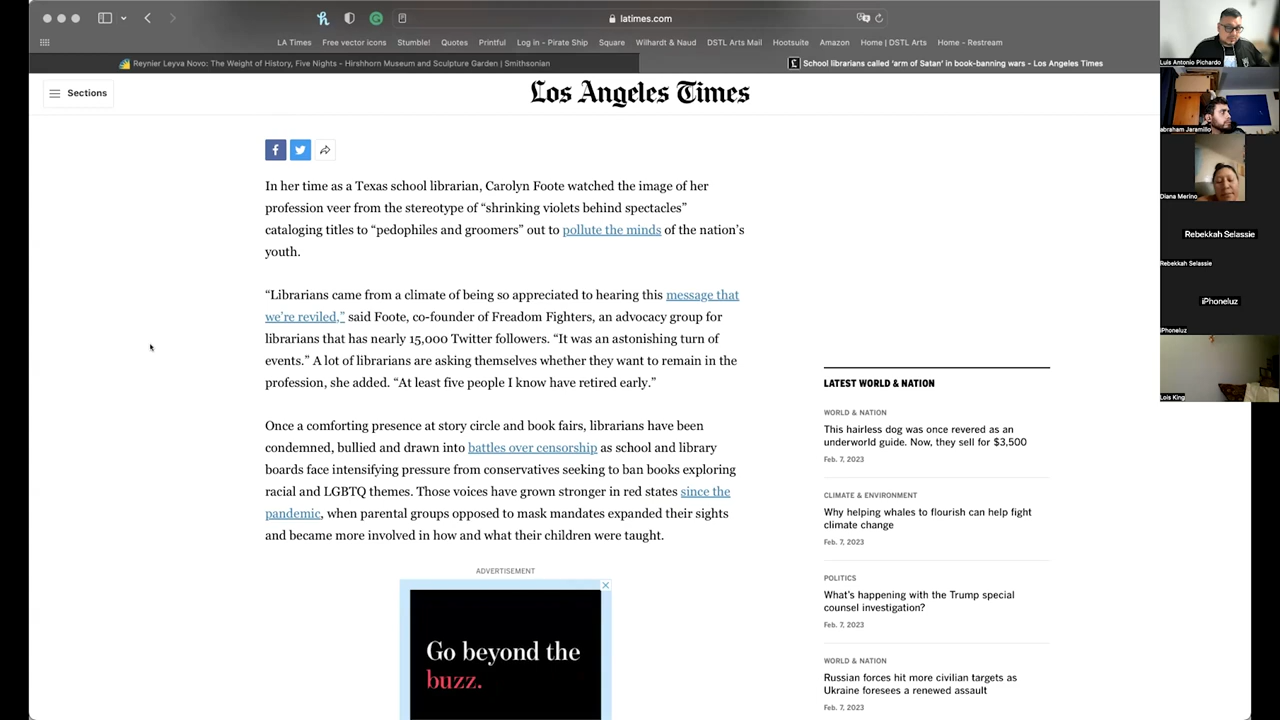 latimes.com
LA Times
Free vector icons
Stumble!
Quotes
Printful
Log in - Pirate Ship
Square
Wilhardt & Naud
DSTL Arts Mail
Hootsuite
Amazon
Home | DSTL Arts
Home - Restream
Reynier Leyva Novo: The Weight of History, Five Nights - Hirshhorn Museum and Sculpture Garden | Smithsonian
School librarians called 'arm of Satan' in book-banning wars - Los Angeles Times
Sections
Los Angeles Times
In her time as a Texas school librarian, Carolyn Foote watched the image of her
profession veer from the stereotype of “shrinking violets behind spectacles”
cataloging titles to “pedophiles and groomers” out to pollute the minds of the nation’s
youth.
“Librarians came from a climate of being so appreciated to hearing this message that
we’re reviled,” said Foote, co-founder of Freadom Fighters, an advocacy group for
librarians that has nearly 15,000 Twitter followers. “It was an astonishing turn of
events.” A lot of librarians are asking themselves whether they want to remain in the
profession, she added. “At least five people I know have retired early.”
Once a comforting presence at story circle and book fairs, librarians have been
condemned, bullied and drawn into battles over censorship as school and library
boards face intensifying pressure from conservatives seeking to ban books exploring
racial and LGBTQ themes. Those voices have grown stronger in red states since the
pandemic, when parental groups opposed to mask mandates expanded their sights
and became more involved in how and what their children were taught.
ADVERTISEMENT
Go beyond the
buzz.
LATEST WORLD & NATION
WORLD & NATION
This hairless dog was once revered as an
underworld guide. Now, they sell for $3,500
Feb. 7, 2023
CLIMATE & ENVIRONMENT
Why helping whales to flourish can help fight
climate change
Feb. 7, 2023
POLITICS
What’s happening with the Trump special
counsel investigation?
Feb. 7, 2023
WORLD & NATION
Russian forces hit more civilian targets as
Ukraine foresees a renewed assault
Feb. 7, 2023
Luis Antonio Pichardo
abraham Jaramillo
Diana Merino
Rebekkah Selassie
Rebekkah Selassie
iPhoneluz
iPhoneluz
Lois King